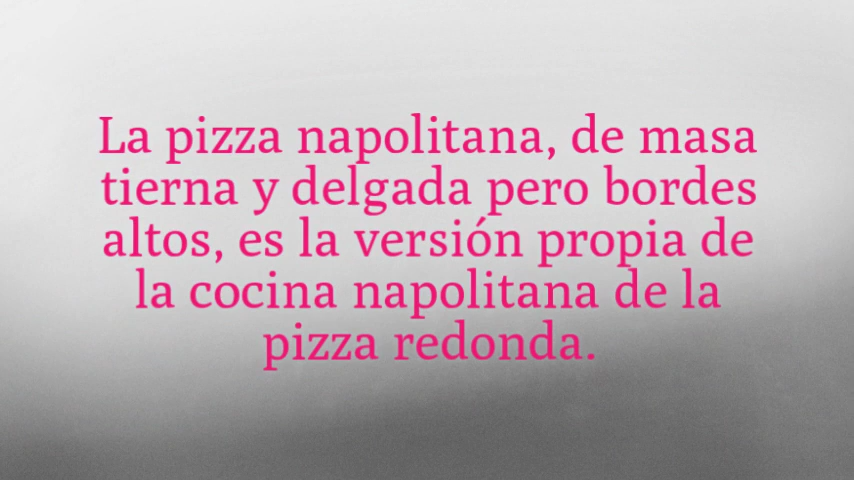 La pizza napolitana, de masa
tierna y delgada pero bordes
altos, es la versión propia de
la cocina napolitana de la
pizza redonda.